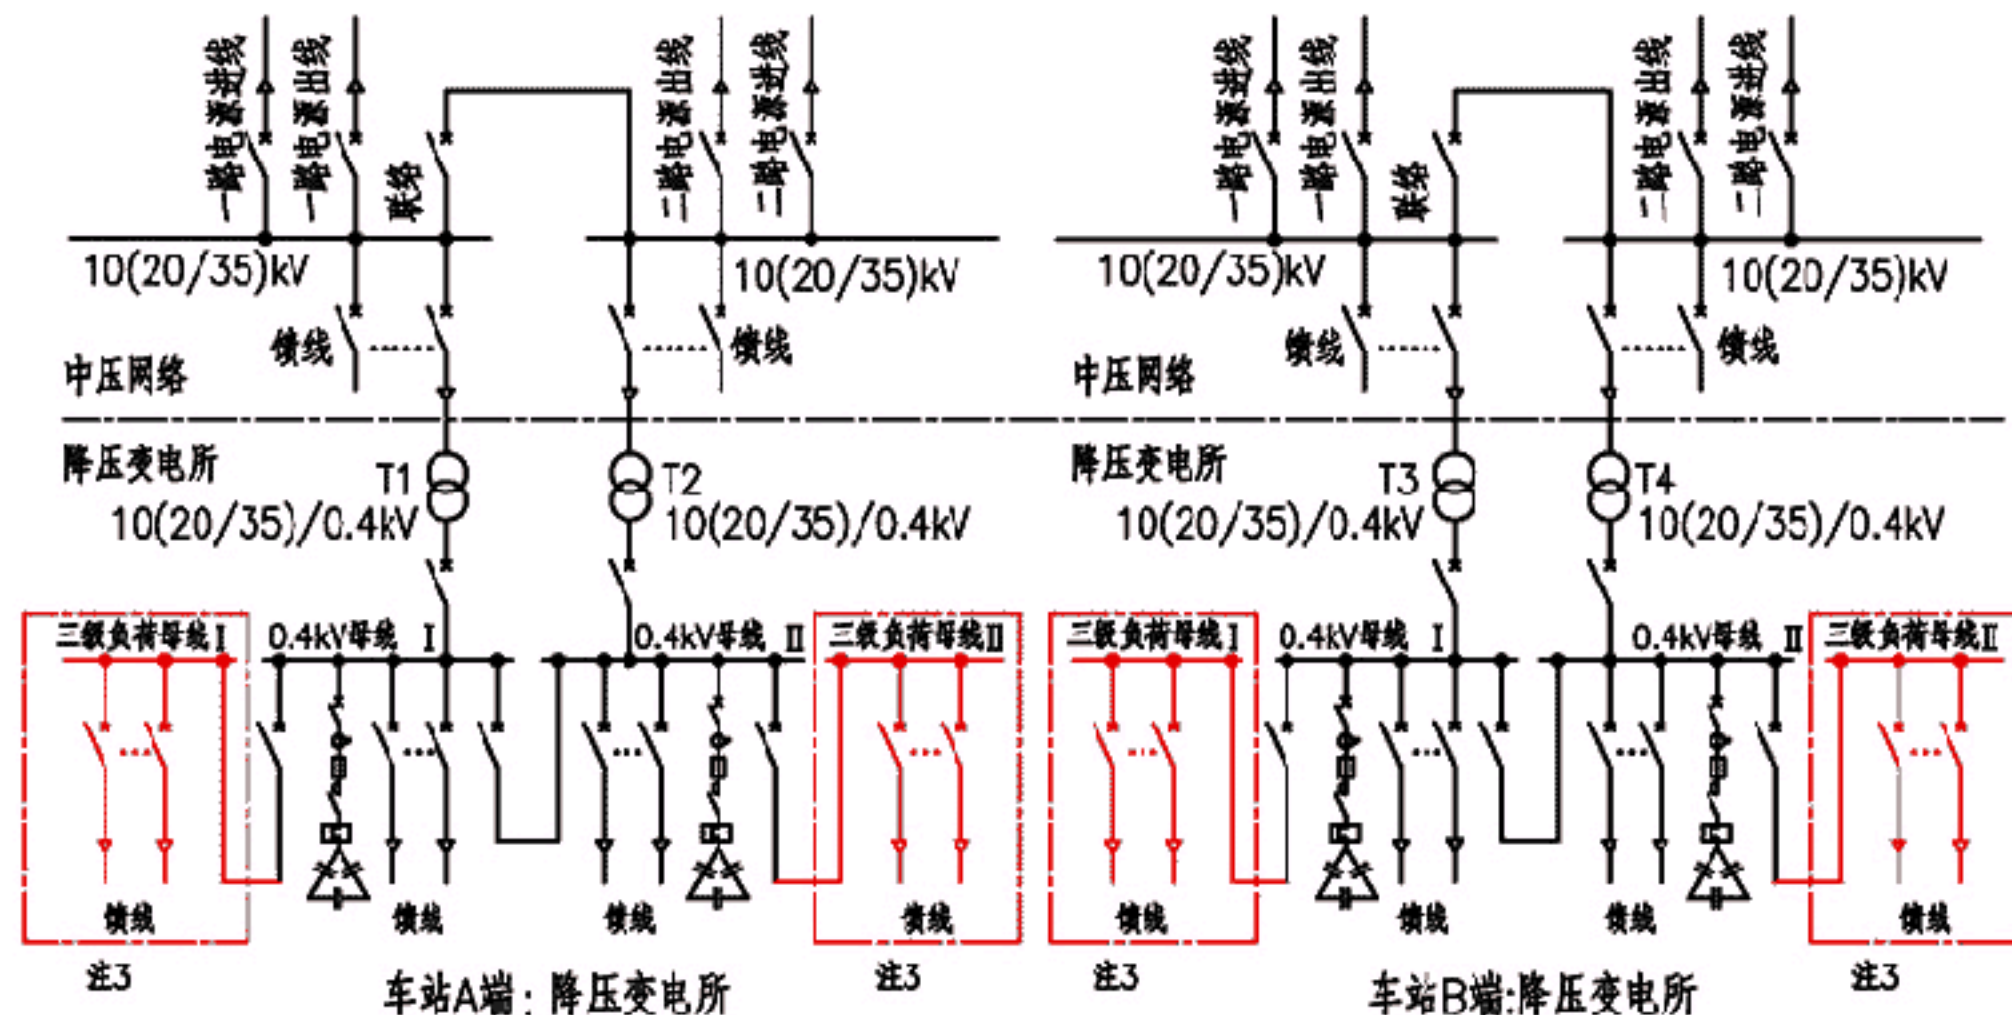 一路电源进线
一路电源出线
联络
二路电源出线
二路电源进线
一路电源进线
一路电源出线
联络
二路电源出线
二路电源进线
10(20/35)kV
10(20/35)kV
10(20/35)kV
10(20/35)kV
馈线
馈线
馈线
馈线
中压网络
中压网络
降压变电所
降压变电所
T1
T2
T3
T4
10(20/35)/0.4kV
10(20/35)/0.4kV
10(20/35)/0.4kV
10(20/35)/0.4kV
三级负荷母线Ⅰ
0.4kV母线 Ⅰ
0.4kV母线 Ⅱ
三级负荷母线Ⅱ
三级负荷母线Ⅰ
0.4kV母线 Ⅰ
0.4kV母线 Ⅱ
三级负荷母线Ⅱ
馈线
馈线
馈线
馈线
馈线
馈线
馈线
馈线
注3
车站A端：降压变电所
注3
注3
车站B端:降压变电所
注3